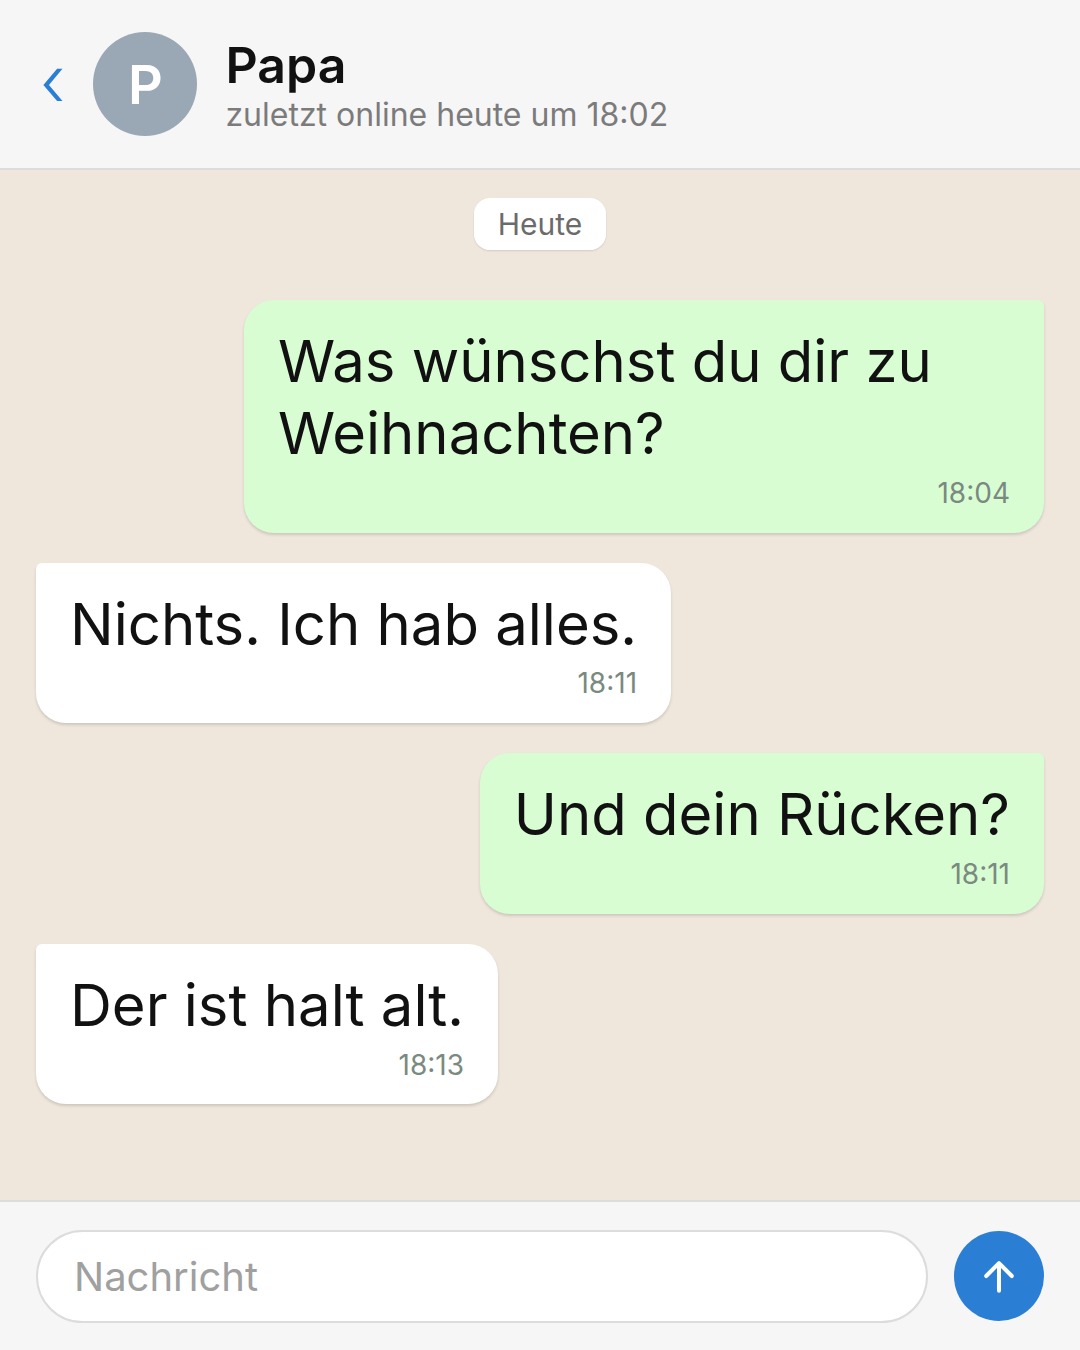 P
Papa
zuletzt online heute um 18:02
Heute
Was wünschst du dir zu
Weihnachten?
18:04
Nichts. Ich hab alles.
18:11
Und dein Rücken?
18:11
Der ist halt alt.
18:13
Nachricht